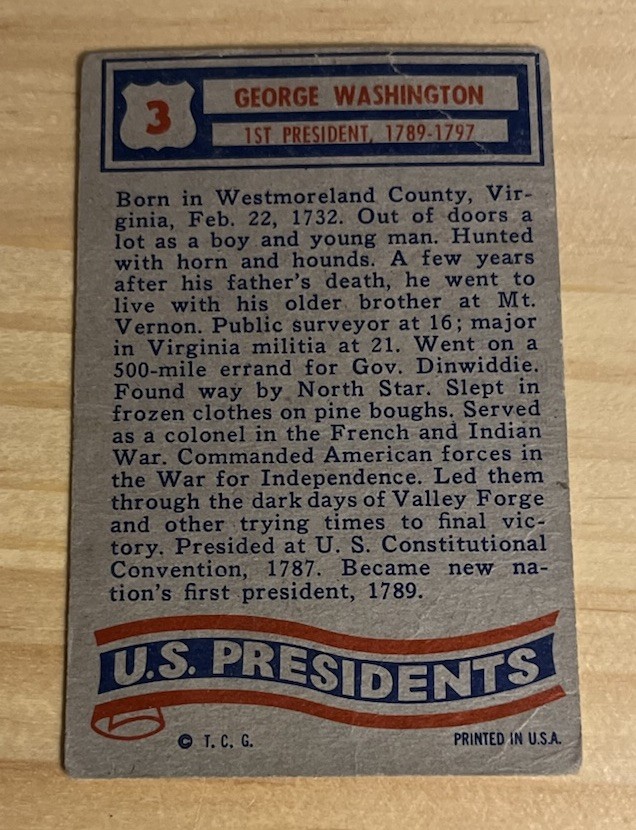 3
GEORGE WASHINGTON
1ST PRESIDENT, 1789-1797
Born in Westmoreland County, Vir-
ginia, Feb. 22, 1732. Out of doors a
lot as a boy and young man. Hunted
with horn and hounds. A few years
after his father's death, he went to
live with his older brother at Mt.
Vernon. Public surveyor at 16; major
in Virginia militia at 21. Went on a
500-mile errand for Gov. Dinwiddie.
Found way by North Star. Slept in
frozen clothes on pine boughs. Served
as a colonel in the French and Indian
War. Commanded American forces in
the War for Independence. Led them
through the dark days of Valley Forge
and other trying times to final vic-
tory. Presided at U. S. Constitutional
Convention, 1787. Became new na-
tion's first president, 1789.
U.S. PRESIDENTS
© T. C. G.
PRINTED IN U.S.A.